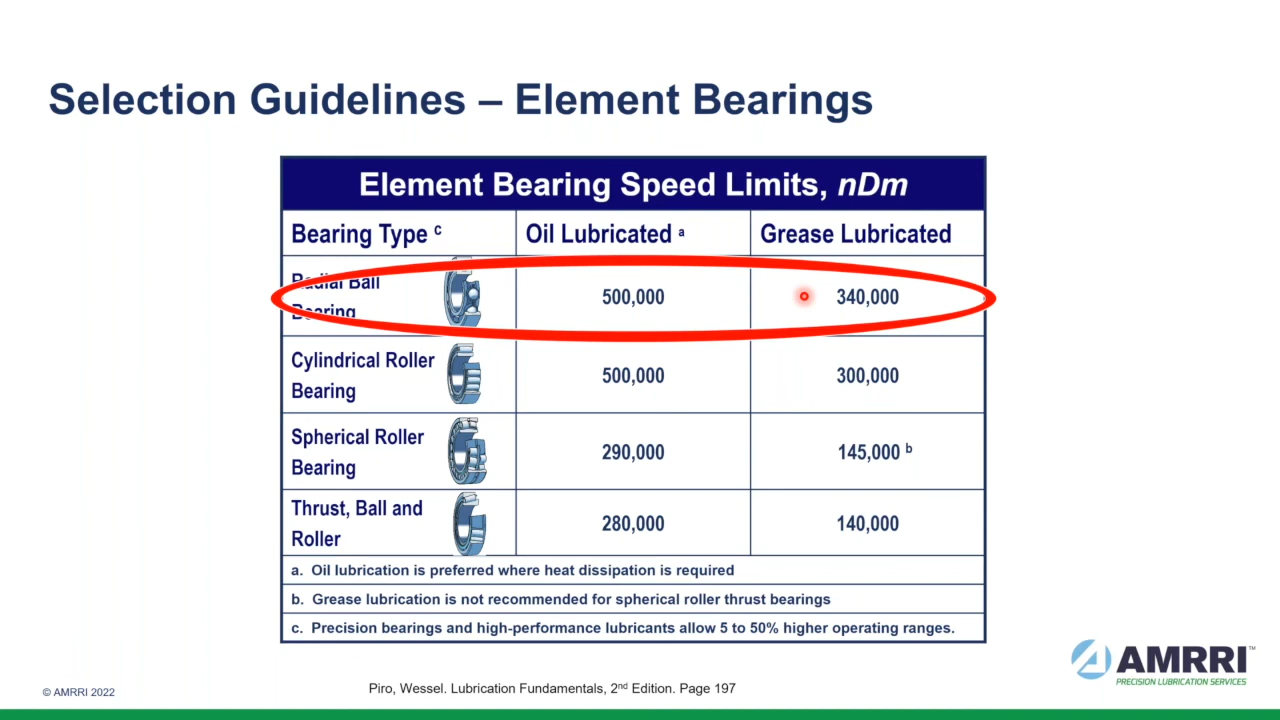 Selection Guidelines – Element Bearings
Element Bearing Speed Limits, nDm
Bearing Type c
Oil Lubricated a
Grease Lubricated
Radial Ball
Bearing
500,000
340,000
Cylindrical Roller
Bearing
500,000
300,000
Spherical Roller
Bearing
290,000
145,000 b
Thrust, Ball and
Roller
280,000
140,000
a. Oil lubrication is preferred where heat dissipation is required
b. Grease lubrication is not recommended for spherical roller thrust bearings
c. Precision bearings and high-performance lubricants allow 5 to 50% higher operating ranges.
Piro, Wessel. Lubrication Fundamentals, 2nd Edition. Page 197
© AMRRI 2022
AMRRI™
PRECISION LUBRICATION SERVICES